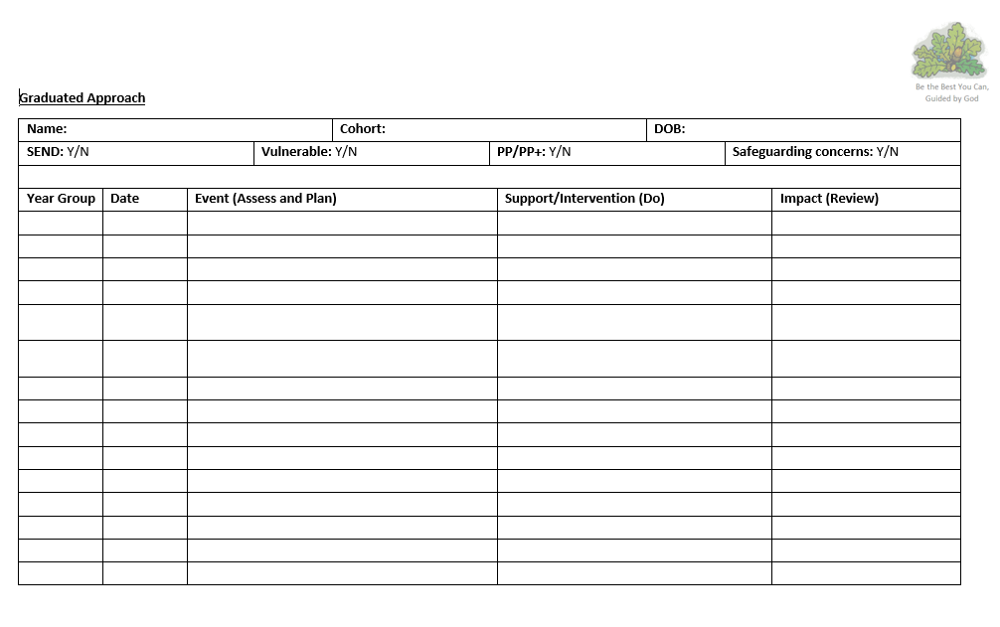 Be the Best You Can,
Guided by God
Graduated Approach
Name: Cohort: DOB:
SEND: Y/N Vulnerable: Y/N PP/PP+: Y/N Safeguarding concerns: Y/N
Year Group Date Event (Assess and Plan) Support/Intervention (Do) Impact (Review)